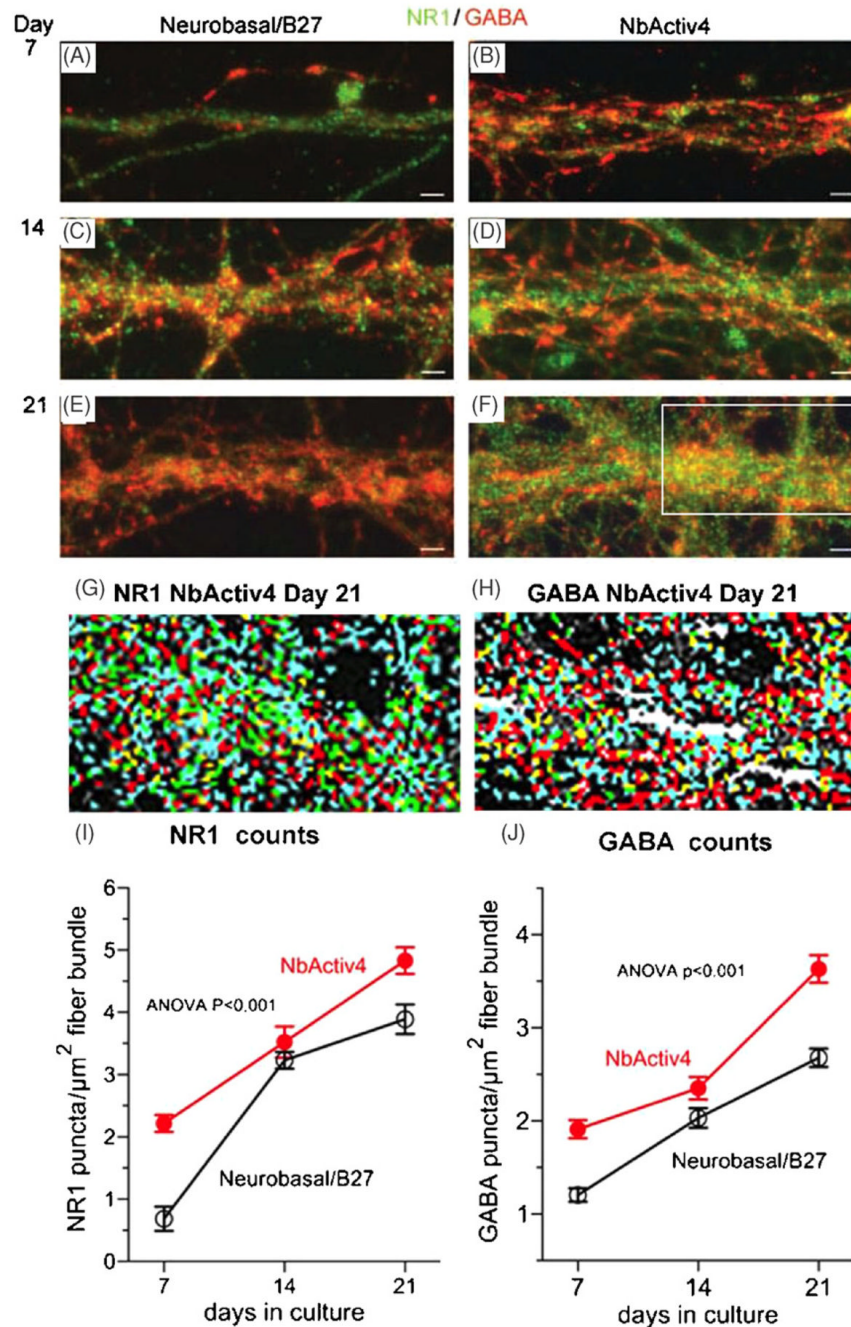 Day
Neurobasal/B27
NR1/GABA
NbActiv4
7
(A)
(B)
14
(C)
(D)
21
(E)
(F)
(G) NR1 NbActiv4 Day 21
(H) GABA NbActiv4 Day 21
(I) NR1 counts
(J) GABA counts
NR1 puncta/µm² fiber bundle
6
5
4
3
2
1
0
NbActiv4
ANOVA P<0.001
Neurobasal/B27
7 14 21
days in culture
GABA puncta/µm² fiber bundle
4
3
2
1
ANOVA p<0.001
NbActiv4
Neurobasal/B27
7 14 21
days in culture